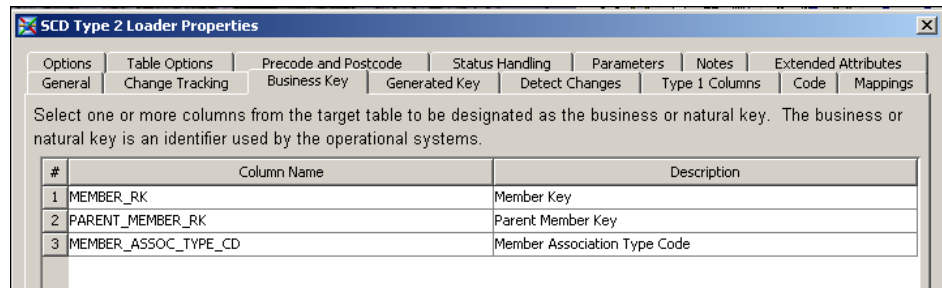 SCD Type 2 Loader Properties
Options Table Options Precode and Postcode Status Handling Parameters Notes Extended Attributes
General Change Tracking Business Key Generated Key Detect Changes Type 1 Columns Code Mappings
Select one or more columns from the target table to be designated as the business or natural key. The business or
natural key is an identifier used by the operational systems.
# Column Name Description
1 MEMBER_RK Member Key
2 PARENT_MEMBER_RK Parent Member Key
3 MEMBER_ASSOC_TYPE_CD Member Association Type Code